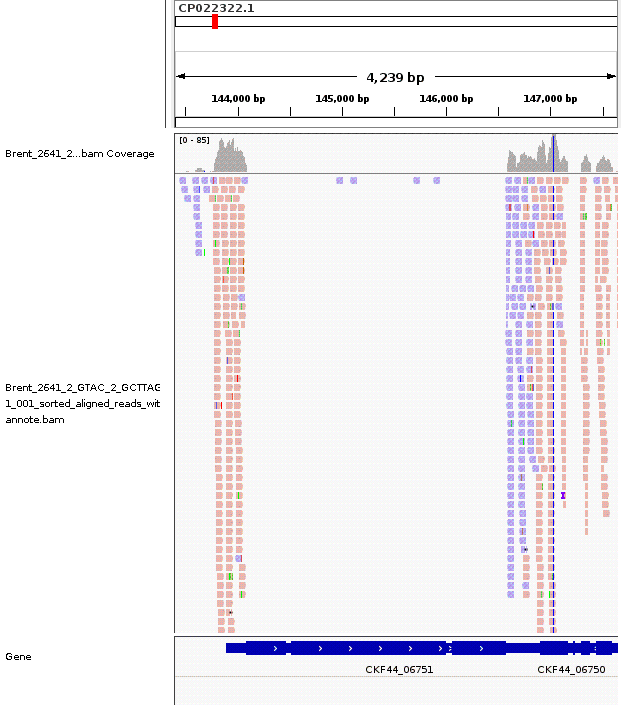 CP022322.1
4,239 bp
144,000 bp 145,000 bp 146,000 bp 147,000 bp
[0 - 85]
Brent_2641_2...bam Coverage
Brent_2641_2_GTAC_2_GCTTAG
1_001_sorted_aligned_reads_wit
annote.bam
Gene
CKF44_06751 CKF44_06750